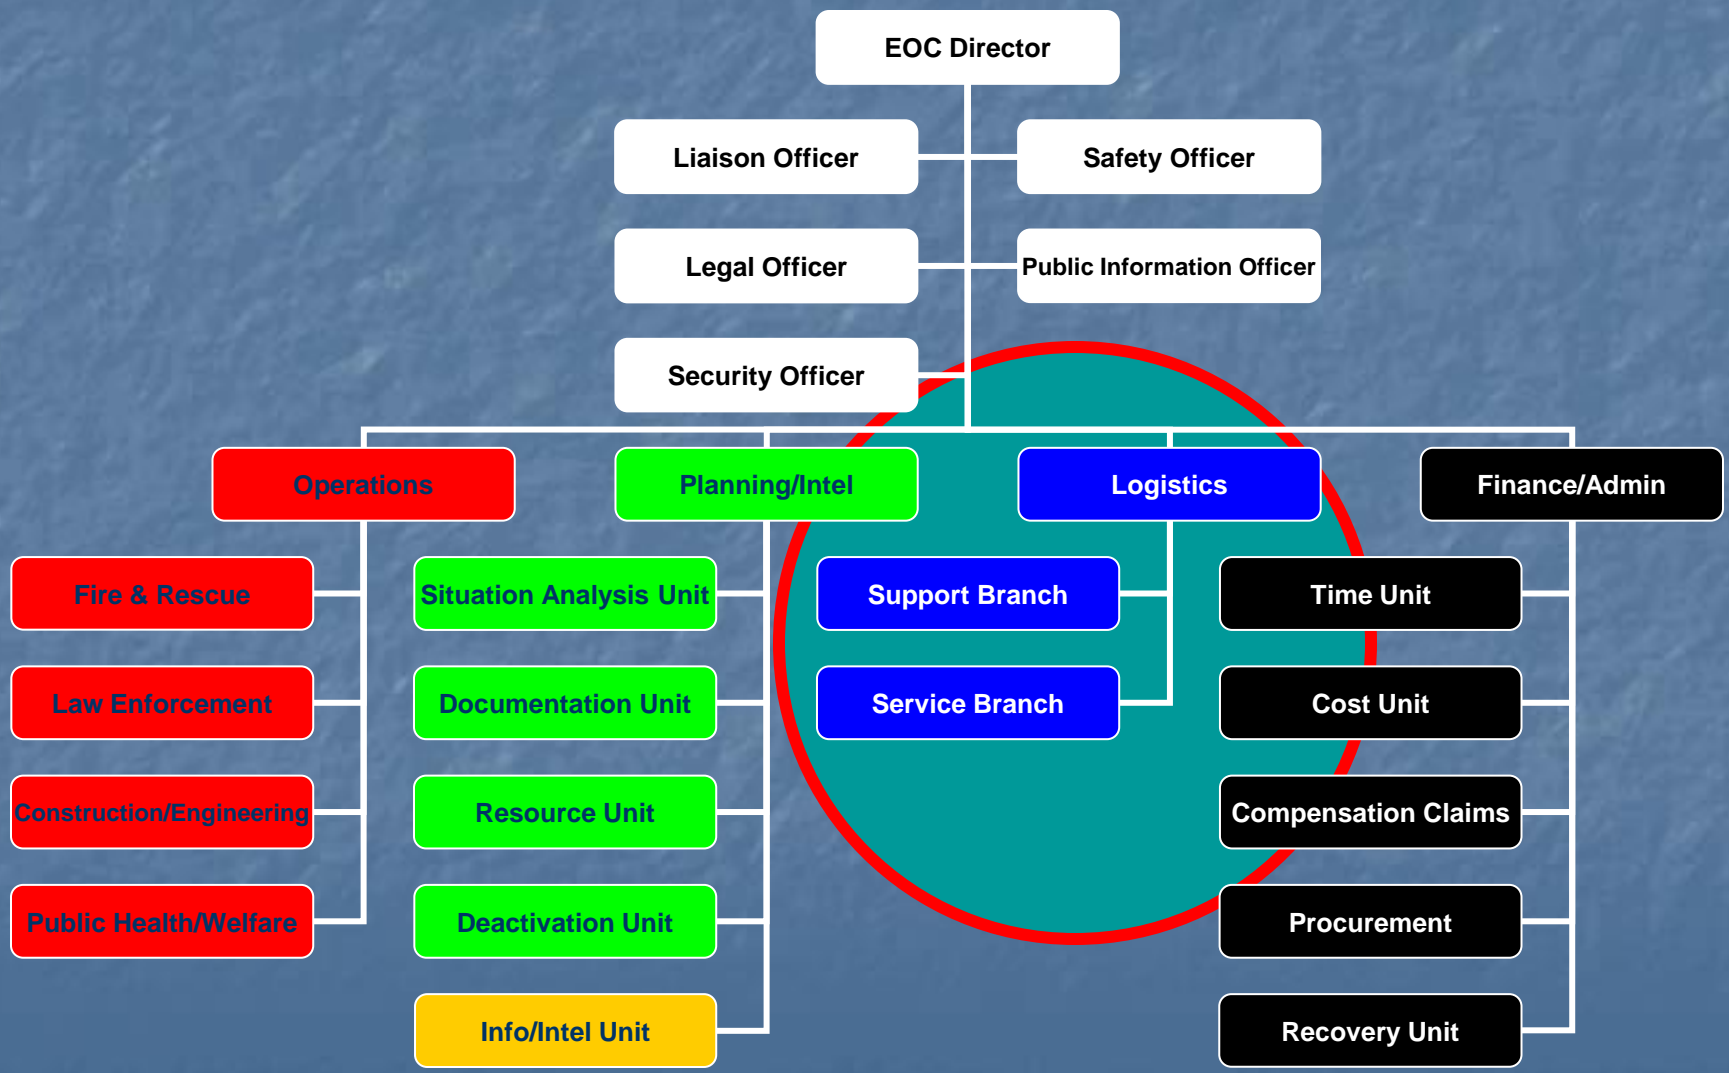 EOC Director
Liaison Officer
Safety Officer
Legal Officer
Public Information Officer
Security Officer
Operations
Planning/Intel
Logistics
Finance/Admin
Fire & Rescue
Situation Analysis Unit
Support Branch
Time Unit
Law Enforcement
Documentation Unit
Service Branch
Cost Unit
Construction/Engineering
Resource Unit
Compensation Claims
Public Health/Welfare
Deactivation Unit
Procurement
Info/Intel Unit
Recovery Unit